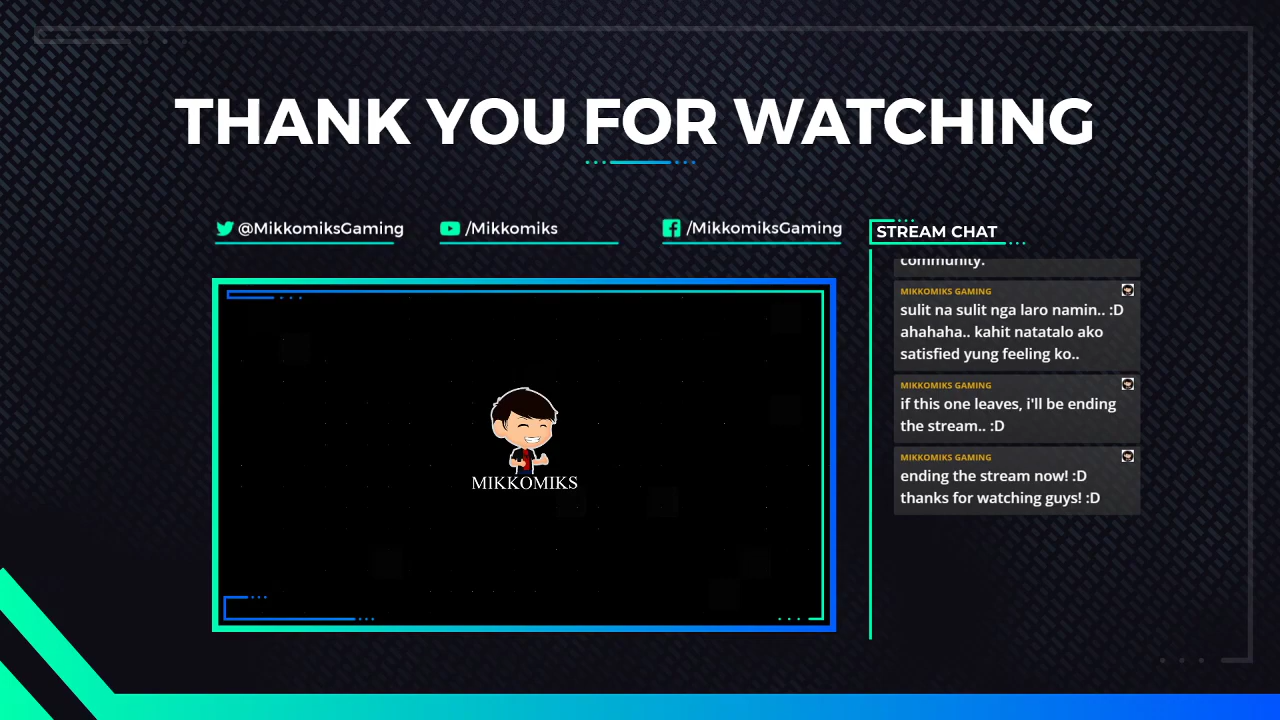 THANK YOU FOR WATCHING
@MikkomiksGaming
/Mikkomiks
/MikkomiksGaming
STREAM CHAT
community.
MIKKOMIKS GAMING
sulit na sulit nga laro namin.. :D
ahahaha.. kahit natatalo ako
satisfied yung feeling ko..
MIKKOMIKS GAMING
if this one leaves, i'll be ending
the stream.. :D
MIKKOMIKS GAMING
ending the stream now! :D
thanks for watching guys! :D
MIKKOMIKS